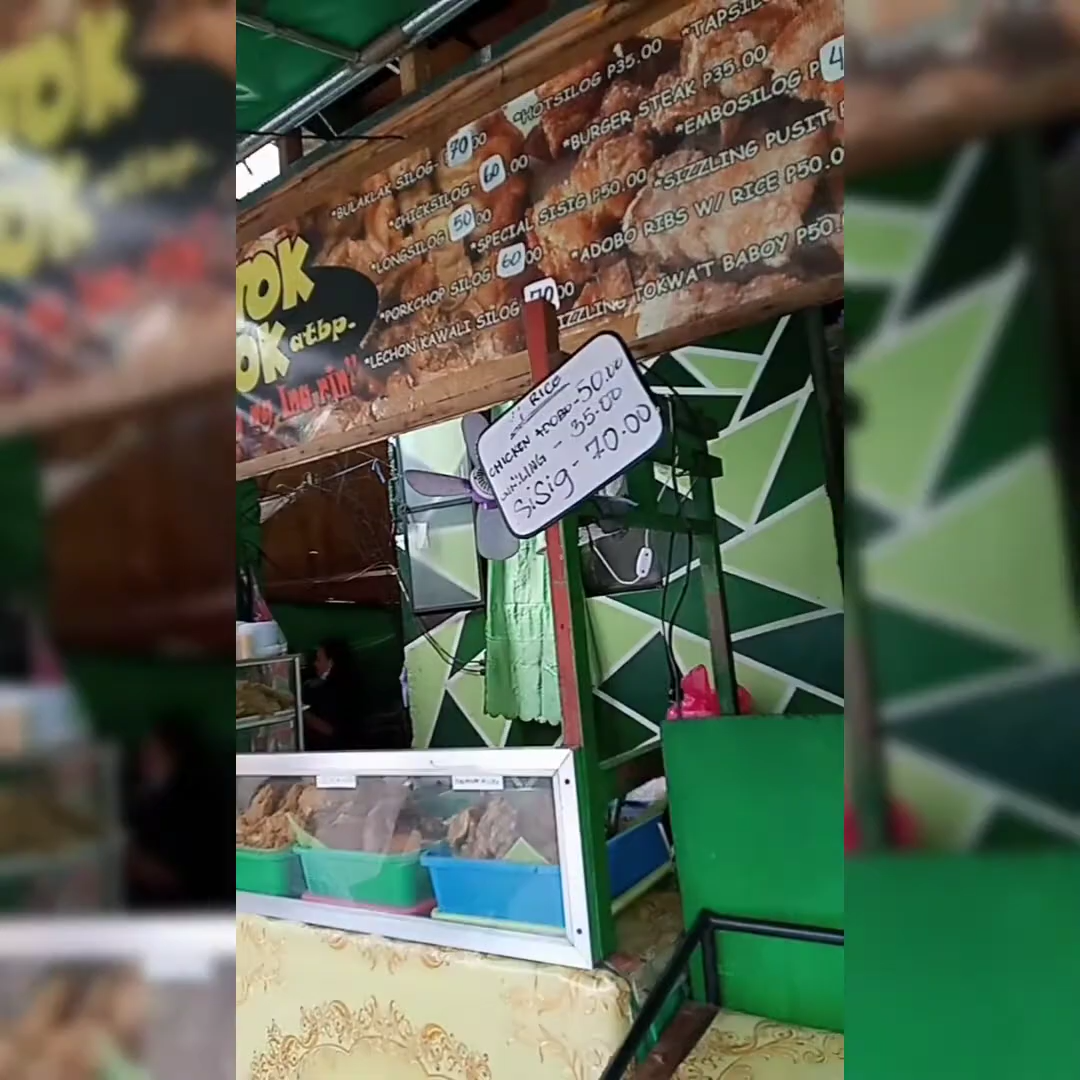 *BULAKLAK SILOG- 70
*CHICKSILOG- 60.00
*LONGSILOG 50.00
*PORKCHOP SILOG 60.00
*LECHON KAWALI SILOG 70.00
*HOTSILOG P35.00
*BURGER STEAK P35.00
*SPECIAL SISIG P50.00
*ADOBO RIBS W/ RICE P50.0
SIZZLING TOKWA'T BABOY P50.
*TAPSIL
*EMBOSILOG P4
*SIZZLING PUSIT
TOK
OK atbp.
RICE
CHICKEN ADOBO-50.00
- 35.00
SiSig- 70.00